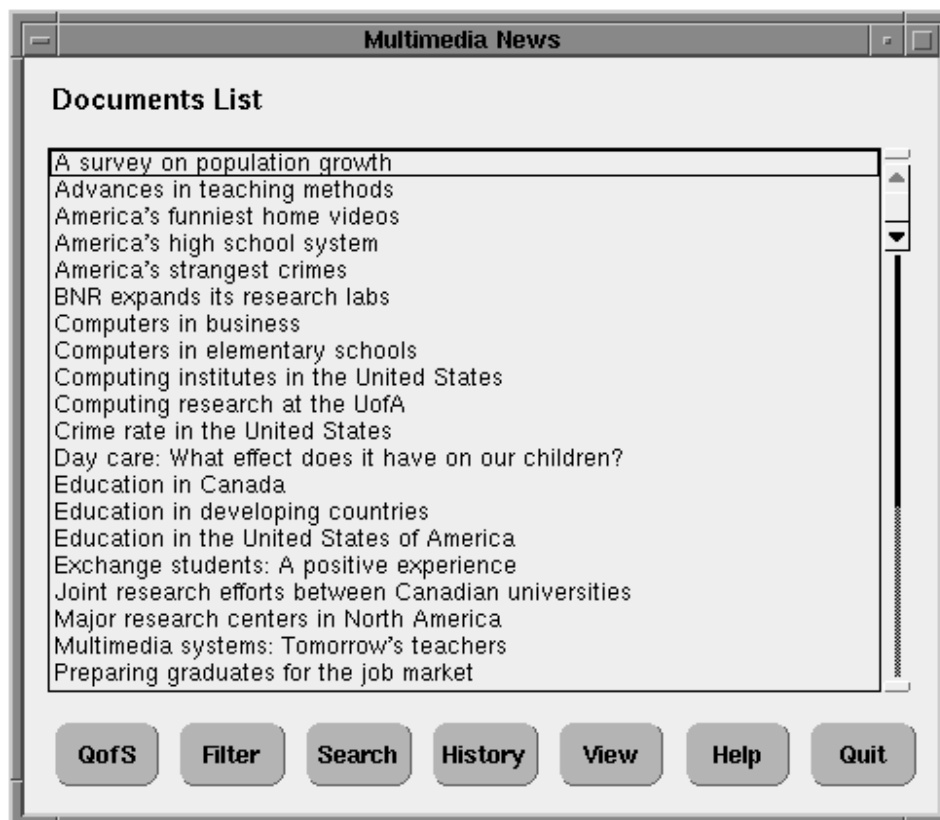 Multimedia News
Documents List
A survey on population growth
Advances in teaching methods
America's funniest home videos
America's high school system
America's strangest crimes
BNR expands its research labs
Computers in business
Computers in elementary schools
Computing institutes in the United States
Computing research at the UofA
Crime rate in the United States
Day care: What effect does it have on our children?
Education in Canada
Education in developing countries
Education in the United States of America
Exchange students: A positive experience
Joint research efforts between Canadian universities
Major research centers in North America
Multimedia systems: Tomorrow's teachers
Preparing graduates for the job market
QofS Filter Search History View Help Quit